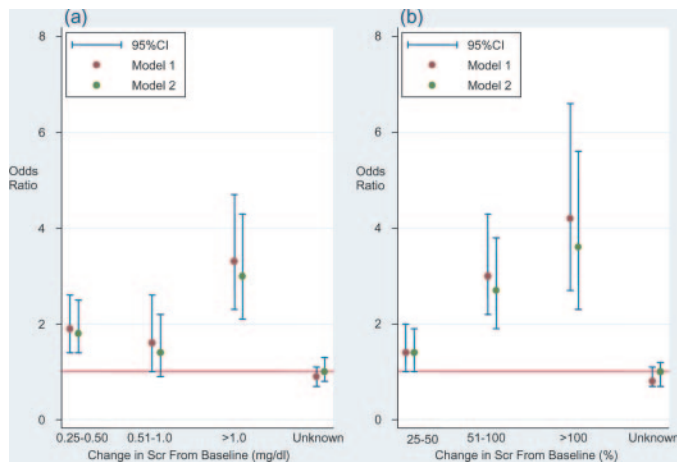 (a)
8
95%CI
Model 1
Model 2
6
Odds
Ratio
4
2
0
0.25-0.50 0.51-1.0 >1.0 Unknown
Change in Scr From Baseline (mg/dl)
(b)
8
95%CI
Model 1
Model 2
6
Odds
Ratio
4
2
0
25-50 51-100 >100 Unknown
Change in Scr From Baseline (%)